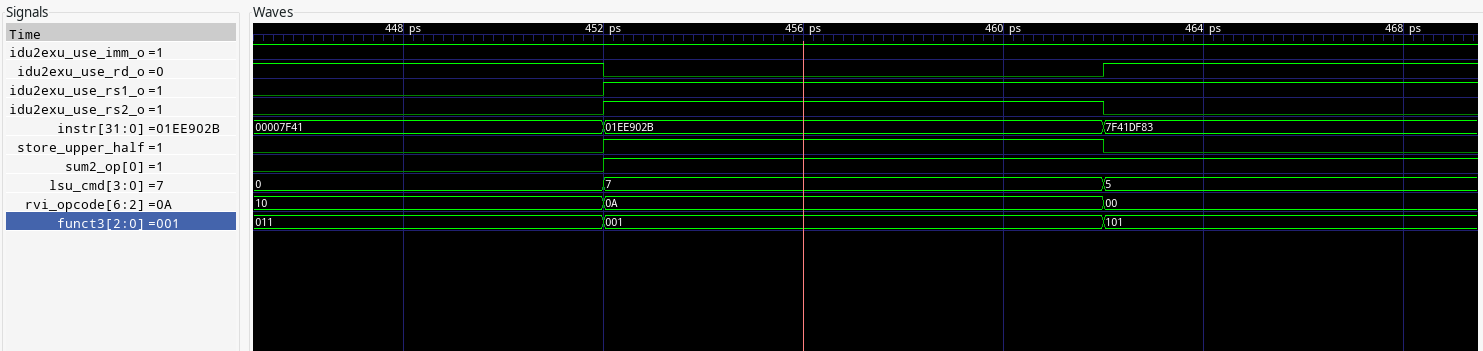 Signals Waves
Time 448 ps 452 ps 456 ps 460 ps 464 ps 468 ps
idu2exu_use_imm_o =1
idu2exu_use_rd_o =0
idu2exu_use_rs1_o =1
idu2exu_use_rs2_o =1
instr[31:0] =01EE902B 00007F41 01EE902B 7F41DF83
store_upper_half =1
sum2_op[0] =1
lsu_cmd[3:0] =7 0 7 5
rvi_opcode[6:2] =0A 10 0A 00
funct3[2:0] =001 011 001 101